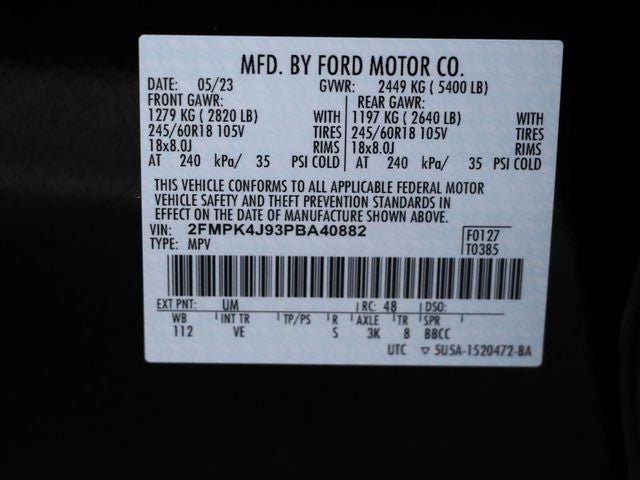 MFD. BY FORD MOTOR CO.
DATE: 05/23 GVWR: 2449 KG ( 5400 LB)
FRONT GAWR: REAR GAWR:
1279 KG ( 2820 LB) WITH 1197 KG ( 2640 LB) WITH
245/60R18 105V TIRES 245/60R18 105V TIRES
18x8.0J RIMS 18x8.0J RIMS
AT 240 kPa/ 35 PSI COLD AT 240 kPa/ 35 PSI COLD
THIS VEHICLE CONFORMS TO ALL APPLICABLE FEDERAL MOTOR
VEHICLE SAFETY AND THEFT PREVENTION STANDARDS IN
EFFECT ON THE DATE OF MANUFACTURE SHOWN ABOVE.
VIN: 2FMPK4J93PBA40882 F0127
TYPE: MPV T0385
EXT PNT: UM RC: 48 DSO:
WB INT TR TP/PS R AXLE TR SPR
112 VE S 3K 8 BBCC
UTC ▽ 5U5A-1520472-BA